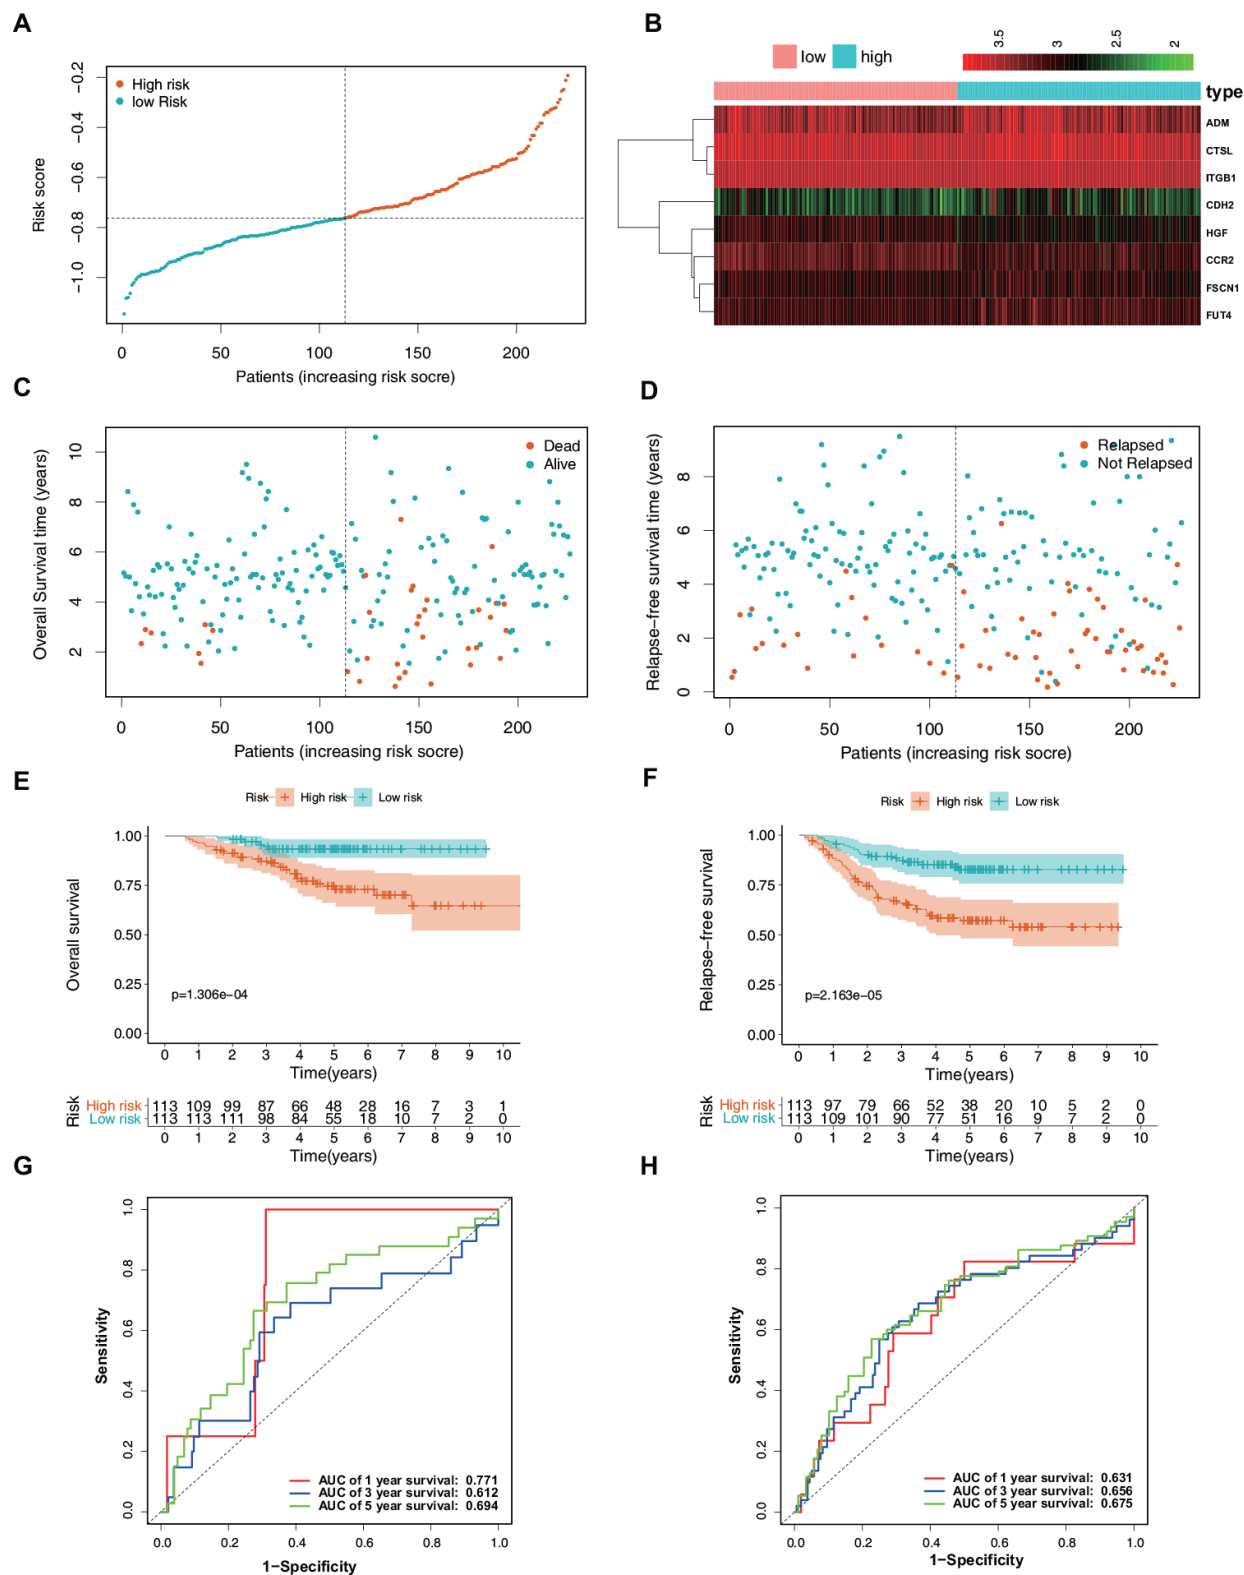 A
High risk
low Risk
Risk score
−0.2
−0.4
−0.6
−0.8
−1.0
0 50 100 150 200
Patients (increasing risk socre)
B
low high
3.5 3 2.5 2
type
ADM
CTSL
ITGB1
CDH2
HGF
CCR2
FSCN1
FUT4
C
Dead
Alive
Overall Survival time (years)
10
8
6
4
2
0 50 100 150 200
Patients (increasing risk socre)
D
Relapsed
Not Relapsed
Relapse−free survival time (years)
8
6
4
2
0
0 50 100 150 200
Patients (increasing risk socre)
E
Risk High risk Low risk
Overall survival
1.00
0.75
0.50
0.25
0.00
p=1.306e−04
0 1 2 3 4 5 6 7 8 9 10
Time(years)
Risk
High risk 113 109 99 87 66 48 28 16 7 3 1
Low risk 113 113 111 98 84 55 18 10 7 2 0
0 1 2 3 4 5 6 7 8 9 10
Time(years)
F
Risk High risk Low risk
Relapse−free survival
1.00
0.75
0.50
0.25
0.00
p=2.163e−05
0 1 2 3 4 5 6 7 8 9 10
Time(years)
Risk
High risk 113 97 79 66 52 38 20 10 5 2 0
Low risk 113 109 101 90 77 51 16 9 7 2 0
0 1 2 3 4 5 6 7 8 9 10
Time(years)
G
Sensitivity
1.0
0.8
0.6
0.4
0.2
0.0
AUC of 1 year survival: 0.771
AUC of 3 year survival: 0.612
AUC of 5 year survival: 0.694
0.0 0.2 0.4 0.6 0.8 1.0
1−Specificity
H
Sensitivity
1.0
0.8
0.6
0.4
0.2
0.0
AUC of 1 year survival: 0.631
AUC of 3 year survival: 0.656
AUC of 5 year survival: 0.675
0.0 0.2 0.4 0.6 0.8 1.0
1−Specificity